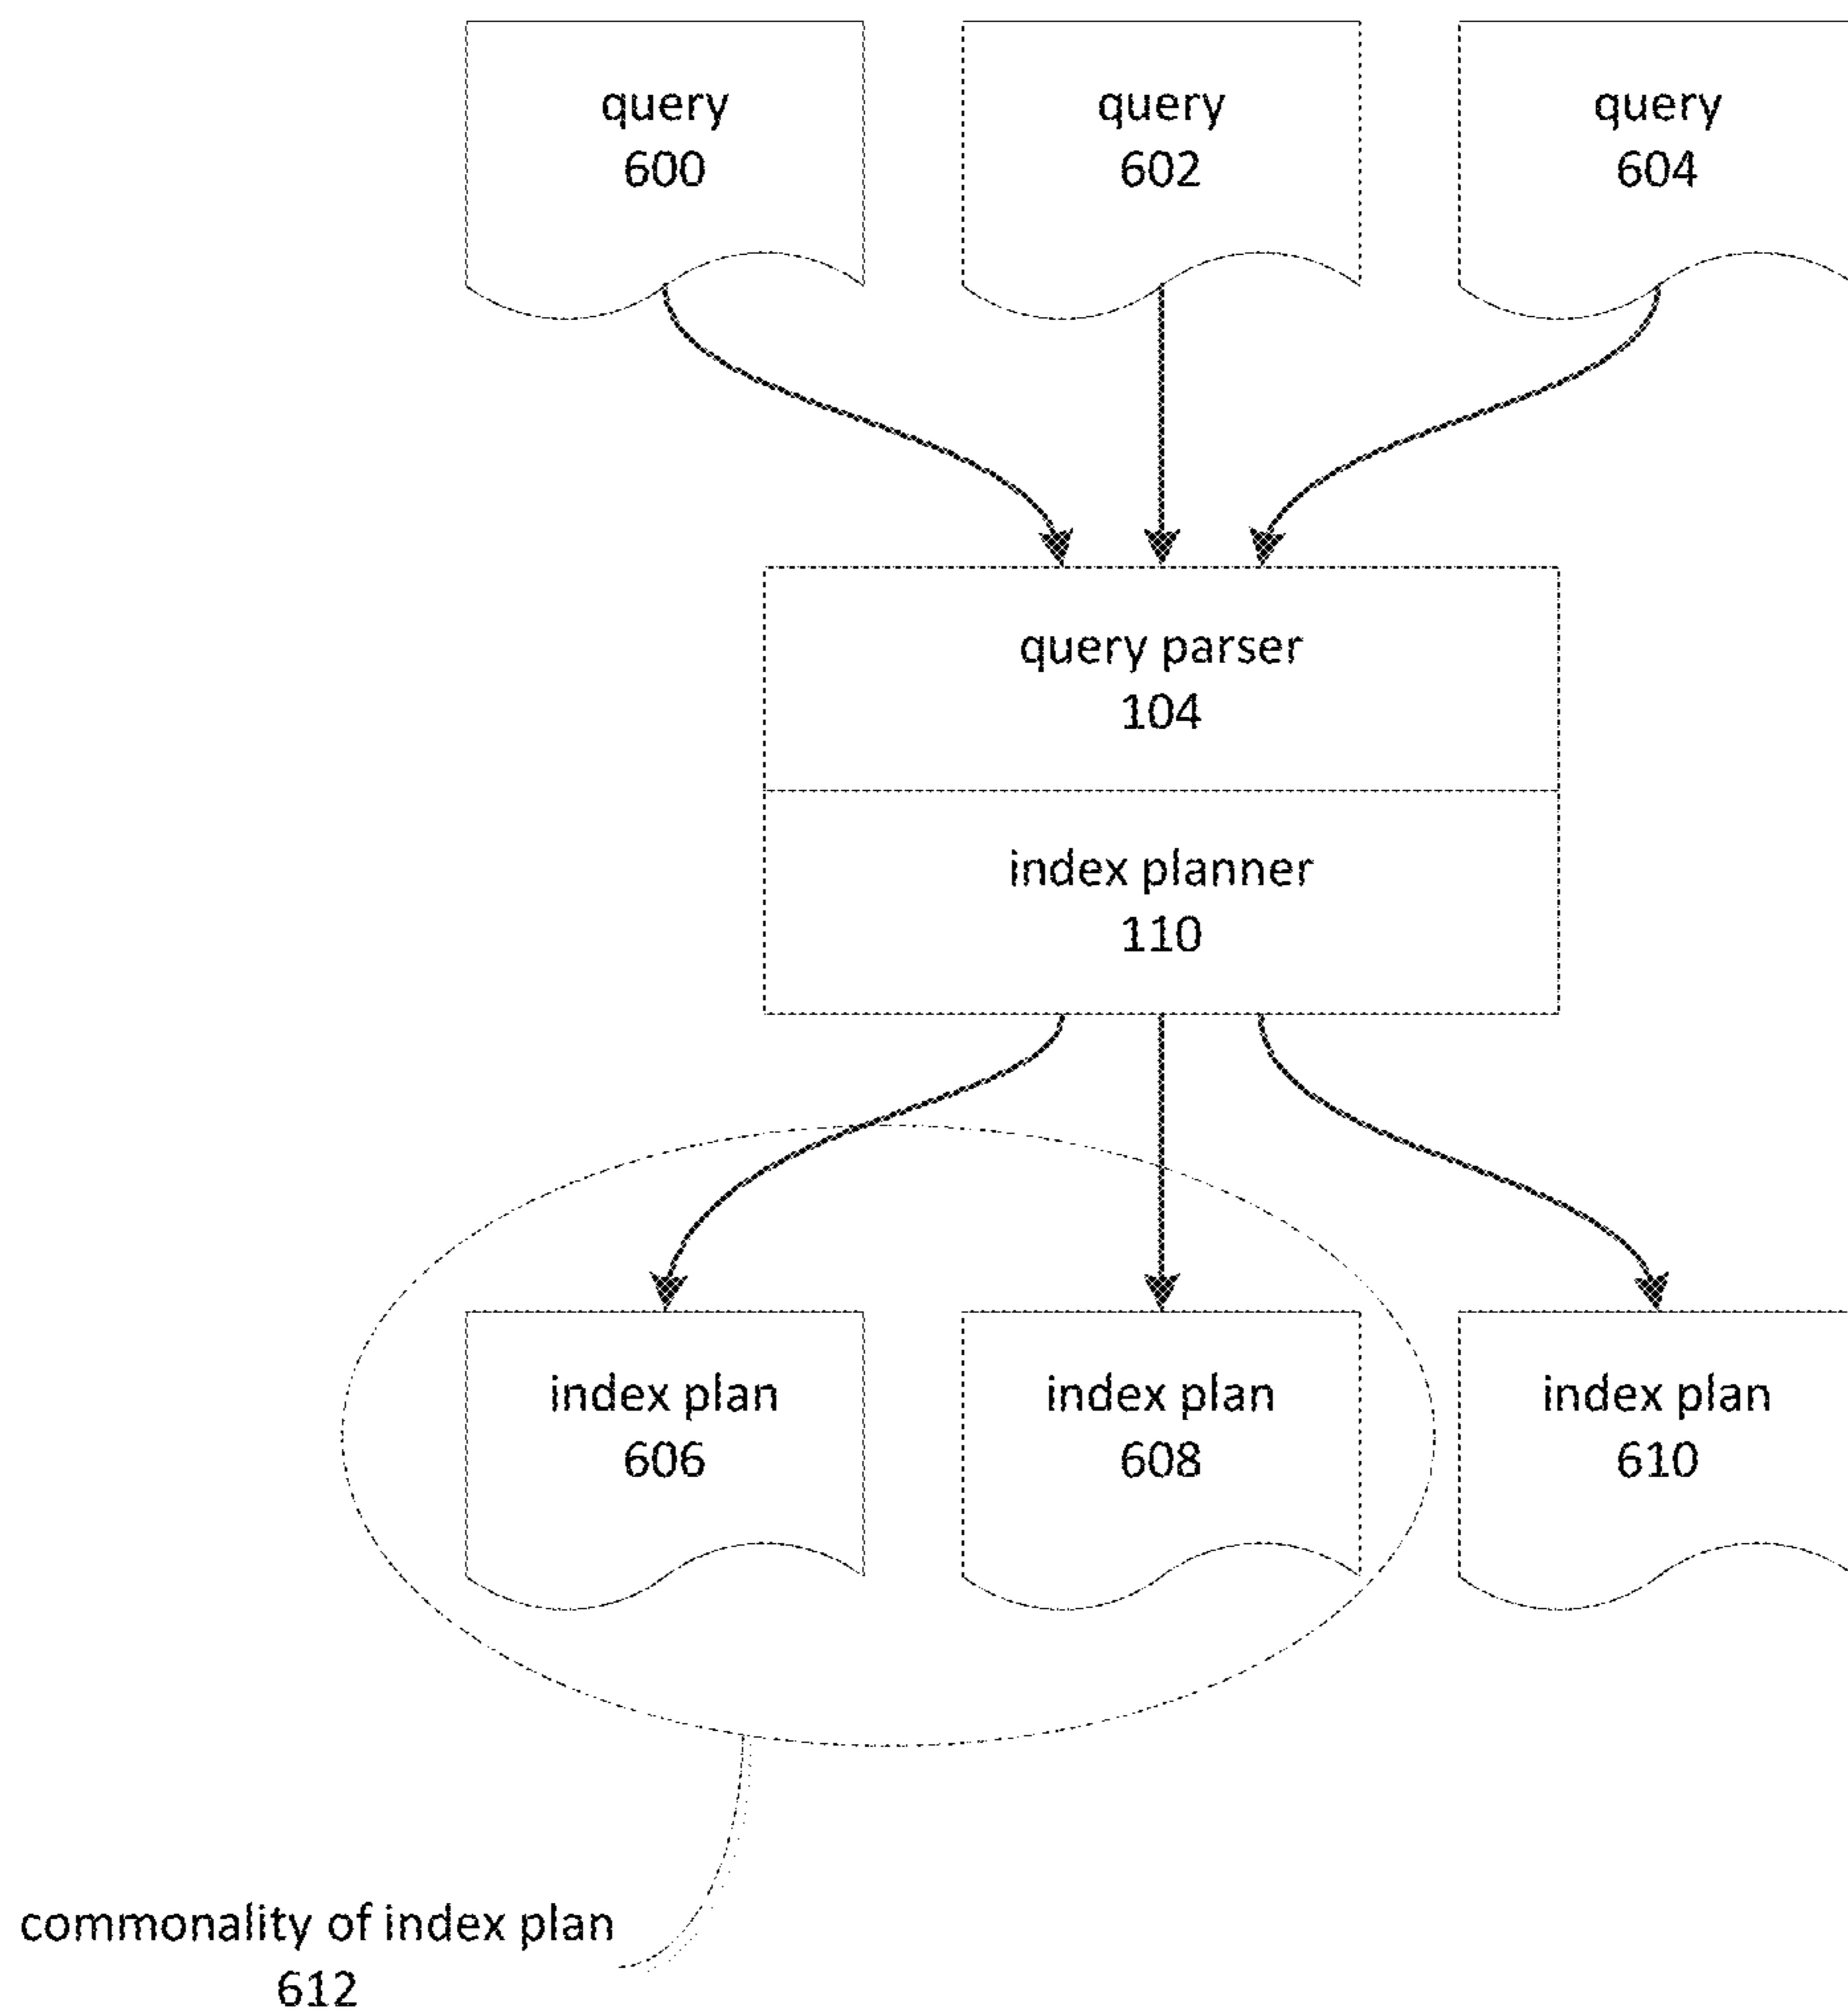 query
600
query
602
query
604
query parser
104
index planner
110
index plan
606
index plan
608
index plan
610
commonality of index plan
612